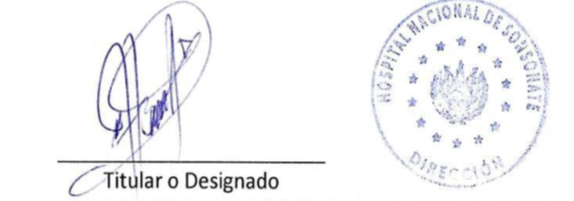 HOSPITAL NACIONAL DE SONSONATE
DIRECCIÓN
Titular o Designado